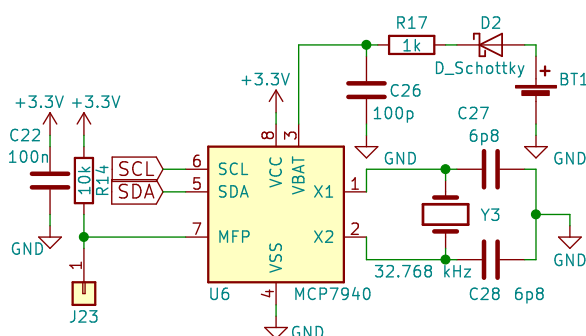 R17
1k
D2
D_Schottky
BT1
+
+3.3V
+3.3V
+3.3V
C26
100p
C27
6p8
C22
100n
R14
10k
GND
SCL
SDA
6
5
7
8
3
SCL
SDA
MFP
VCC
VBAT
X1
X2
VSS
1
2
4
GND
GND
Y3
32.768 kHz
GND
C28
6p8
U6
MCP7940
GND
1
J23